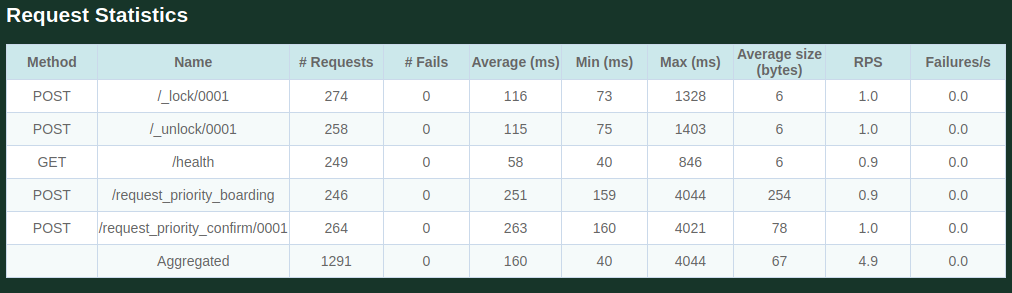 Request Statistics
Method Name # Requests # Fails Average (ms) Min (ms) Max (ms) Average size (bytes) RPS Failures/s
POST /_lock/0001 274 0 116 73 1328 6 1.0 0.0
POST /_unlock/0001 258 0 115 75 1403 6 1.0 0.0
GET /health 249 0 58 40 846 6 0.9 0.0
POST /request_priority_boarding 246 0 251 159 4044 254 0.9 0.0
POST /request_priority_confirm/0001 264 0 263 160 4021 78 1.0 0.0
Aggregated 1291 0 160 40 4044 67 4.9 0.0